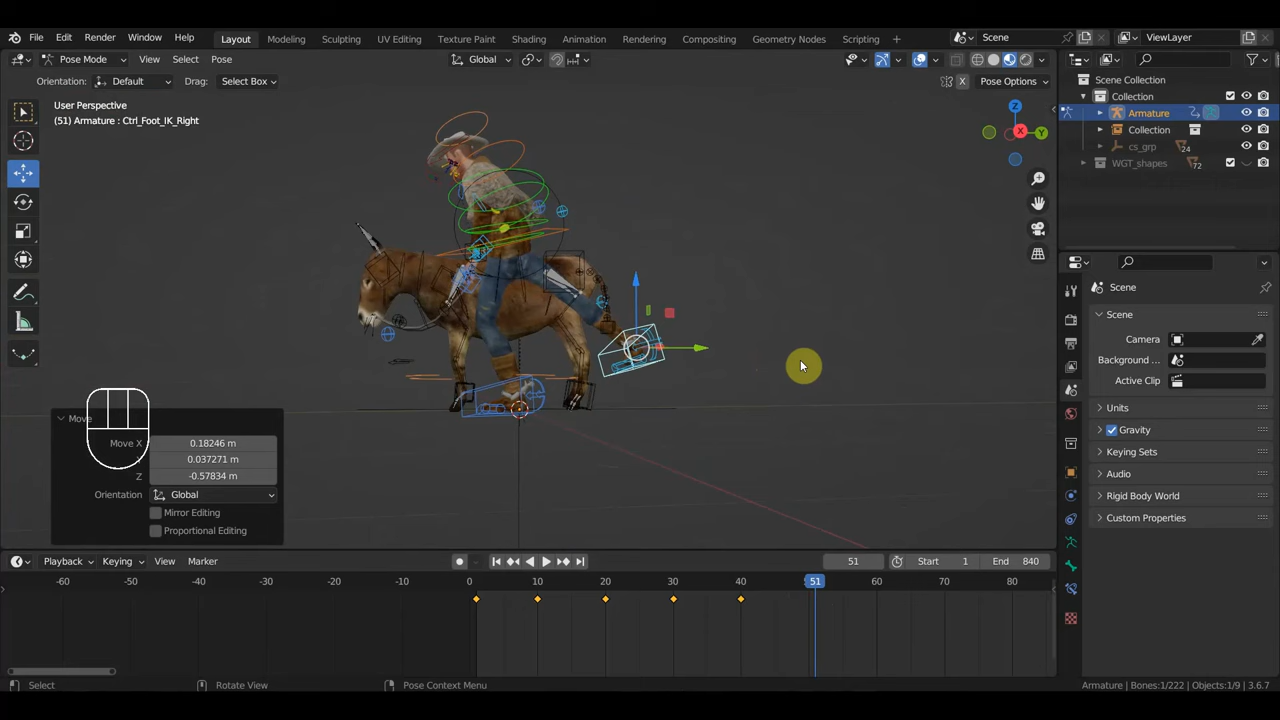 File Edit Render Window Help Layout Modeling Sculpting UV Editing Texture Paint Shading Animation Rendering Compositing Geometry Nodes Scripting + Scene ViewLayer
Pose Mode View Select Pose Global
Orientation: Default Drag: Select Box X Pose Options
User Perspective
(51) Armature : Ctrl_Foot_IK_Right
Z
X
Y
Scene Collection
Collection
Armature
Collection
cs_grp 24
WGT_shapes 72
Scene
Scene
Camera
Background ...
Active Clip
Units
Gravity
Keying Sets
Audio
Rigid Body World
Custom Properties
Move
Move X 0.18246 m
0.037271 m
Z -0.57834 m
Orientation Global
Mirror Editing
Proportional Editing
Playback Keying View Marker 51 Start 1 End 840
-60 -50 -40 -30 -20 -10 0 10 20 30 40 51 60 70 80
Select Rotate View Pose Context Menu Armature | Bones:1/222 | Objects:1/9 | 3.6.7